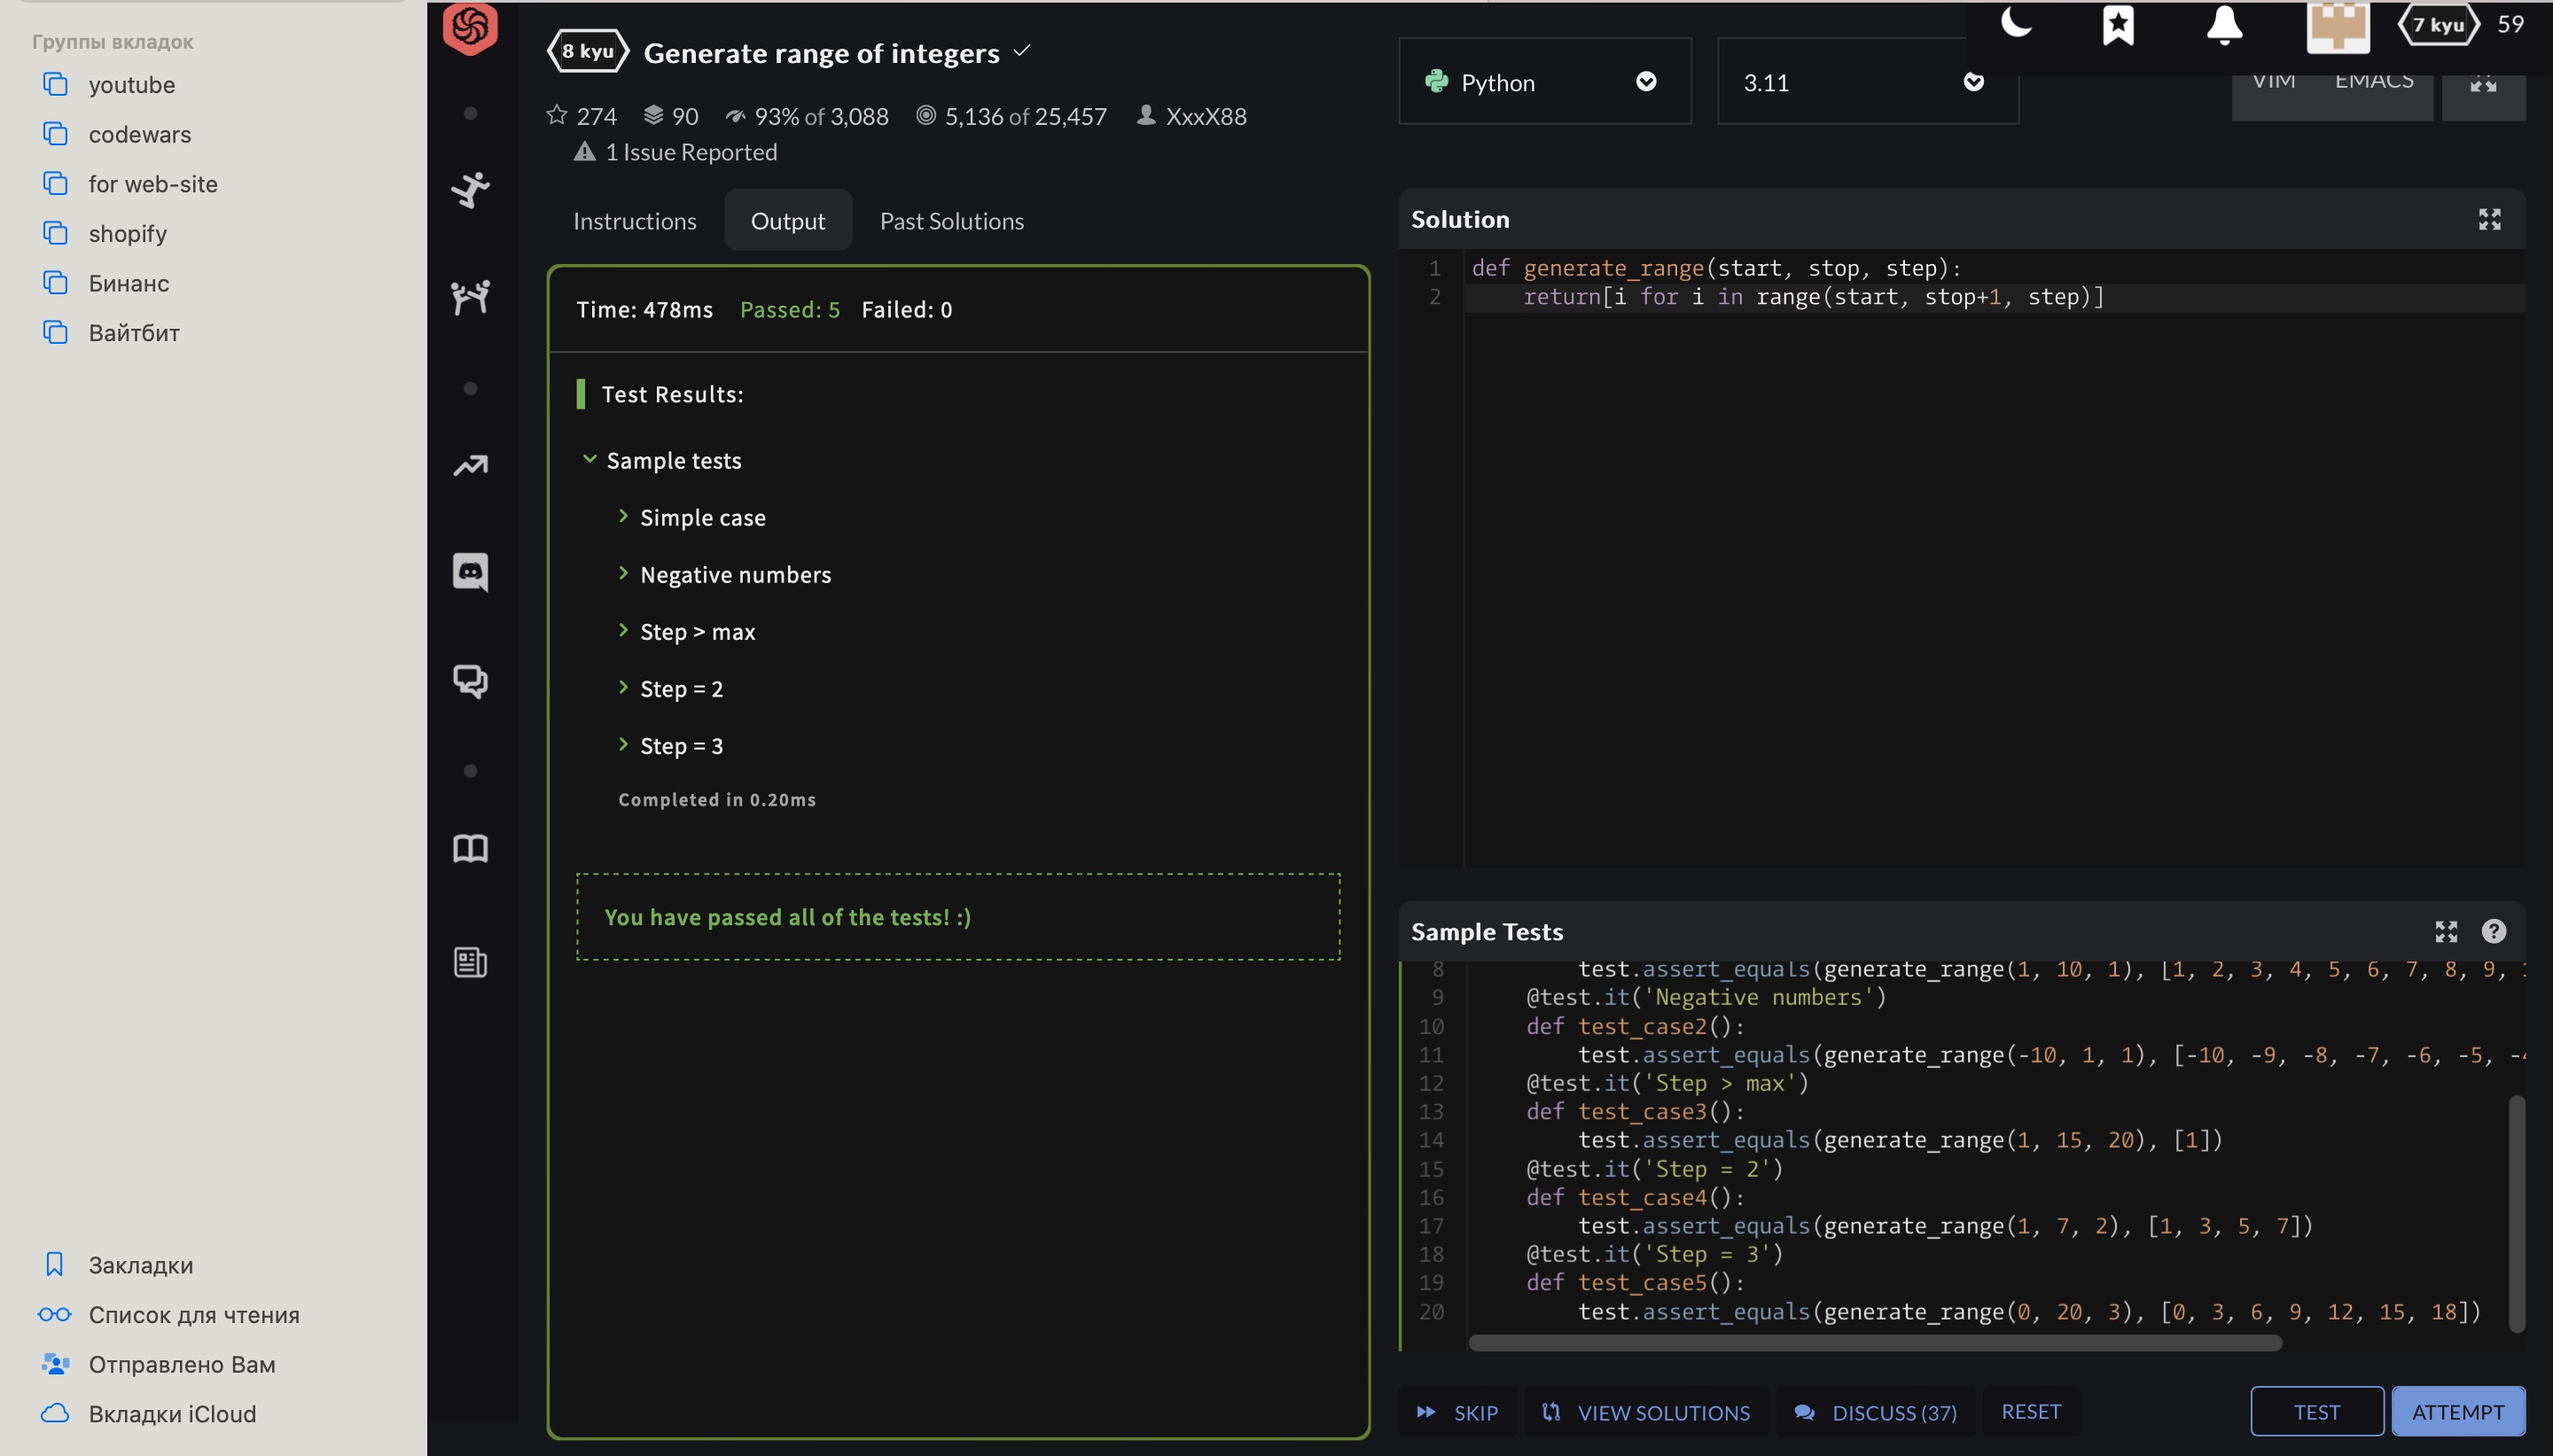 Группы вкладок
youtube
codewars
for web-site
shopify
Бинанс
Вайтбит
Закладки
Список для чтения
Отправлено Вам
Вкладки iCloud
8 kyu
Generate range of integers
274 90 93% of 3,088 5,136 of 25,457 XxxX88
1 Issue Reported
Python
3.11
VIM EMACS
7 kyu 59
Instructions Output Past Solutions
Time: 478ms Passed: 5 Failed: 0
Test Results:
Sample tests
Simple case
Negative numbers
Step > max
Step = 2
Step = 3
Completed in 0.20ms
You have passed all of the tests! :)
Solution
1 def generate_range(start, stop, step):
2 return[i for i in range(start, stop+1, step)]
Sample Tests
8 test.assert_equals(generate_range(1, 10, 1), [1, 2, 3, 4, 5, 6, 7, 8, 9,
9 @test.it('Negative numbers')
10 def test_case2():
11 test.assert_equals(generate_range(-10, 1, 1), [-10, -9, -8, -7, -6, -5,
12 @test.it('Step > max')
13 def test_case3():
14 test.assert_equals(generate_range(1, 15, 20), [1])
15 @test.it('Step = 2')
16 def test_case4():
17 test.assert_equals(generate_range(1, 7, 2), [1, 3, 5, 7])
18 @test.it('Step = 3')
19 def test_case5():
20 test.assert_equals(generate_range(0, 20, 3), [0, 3, 6, 9, 12, 15, 18])
SKIP VIEW SOLUTIONS DISCUSS (37) RESET TEST ATTEMPT